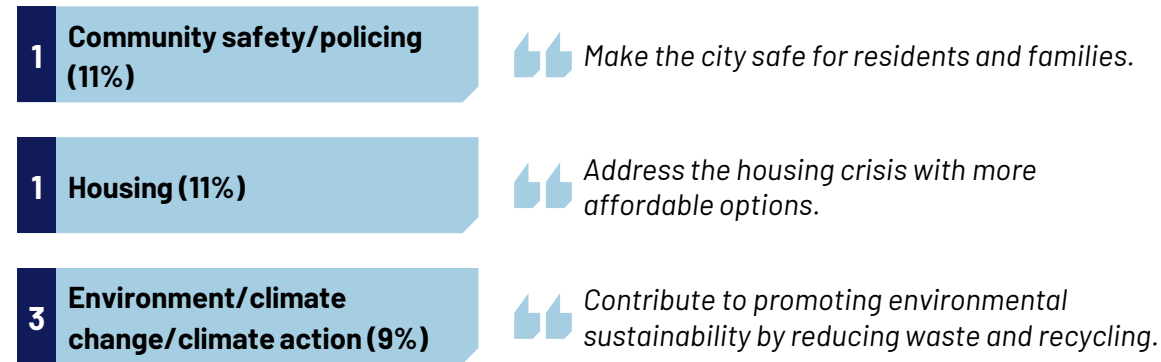 1
Community safety/policing
(11%)
Make the city safe for residents and families.
1
Housing (11%)
Address the housing crisis with more
affordable options.
3
Environment/climate
change/climate action (9%)
Contribute to promoting environmental
sustainability by reducing waste and recycling.